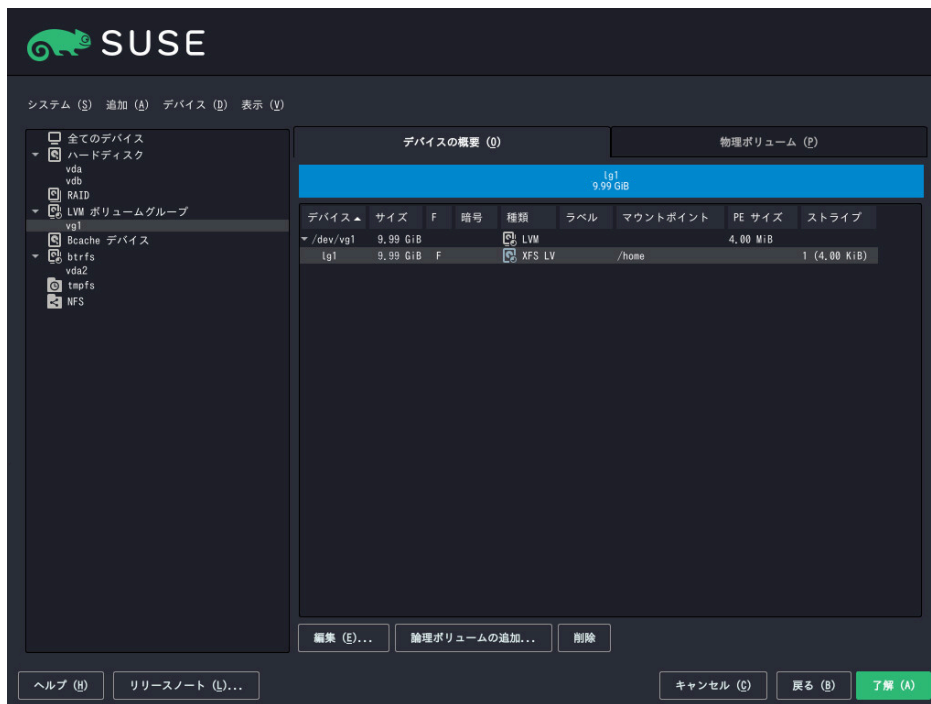 SUSE
システム (S) 追加 (A) デバイス (D) 表示 (V)
全てのデバイス
ハードディスク
vda
vdb
RAID
LVM ボリュームグループ
vg1
Bcache デバイス
btrfs
vda2
tmpfs
NFS
デバイスの概要 (O) 物理ボリューム (P)
lg1
9.99 GiB
デバイス サイズ F 暗号 種類 ラベル マウントポイント PE サイズ ストライプ
/dev/vg1 9.99 GiB LVM 4.00 MiB
lg1 9.99 GiB F XFS LV /home 1 (4.00 KiB)
編集 (E)... 論理ボリュームの追加... 削除
ヘルプ (H) リリースノート (L)... キャンセル (C) 戻る (B) 了解 (A)